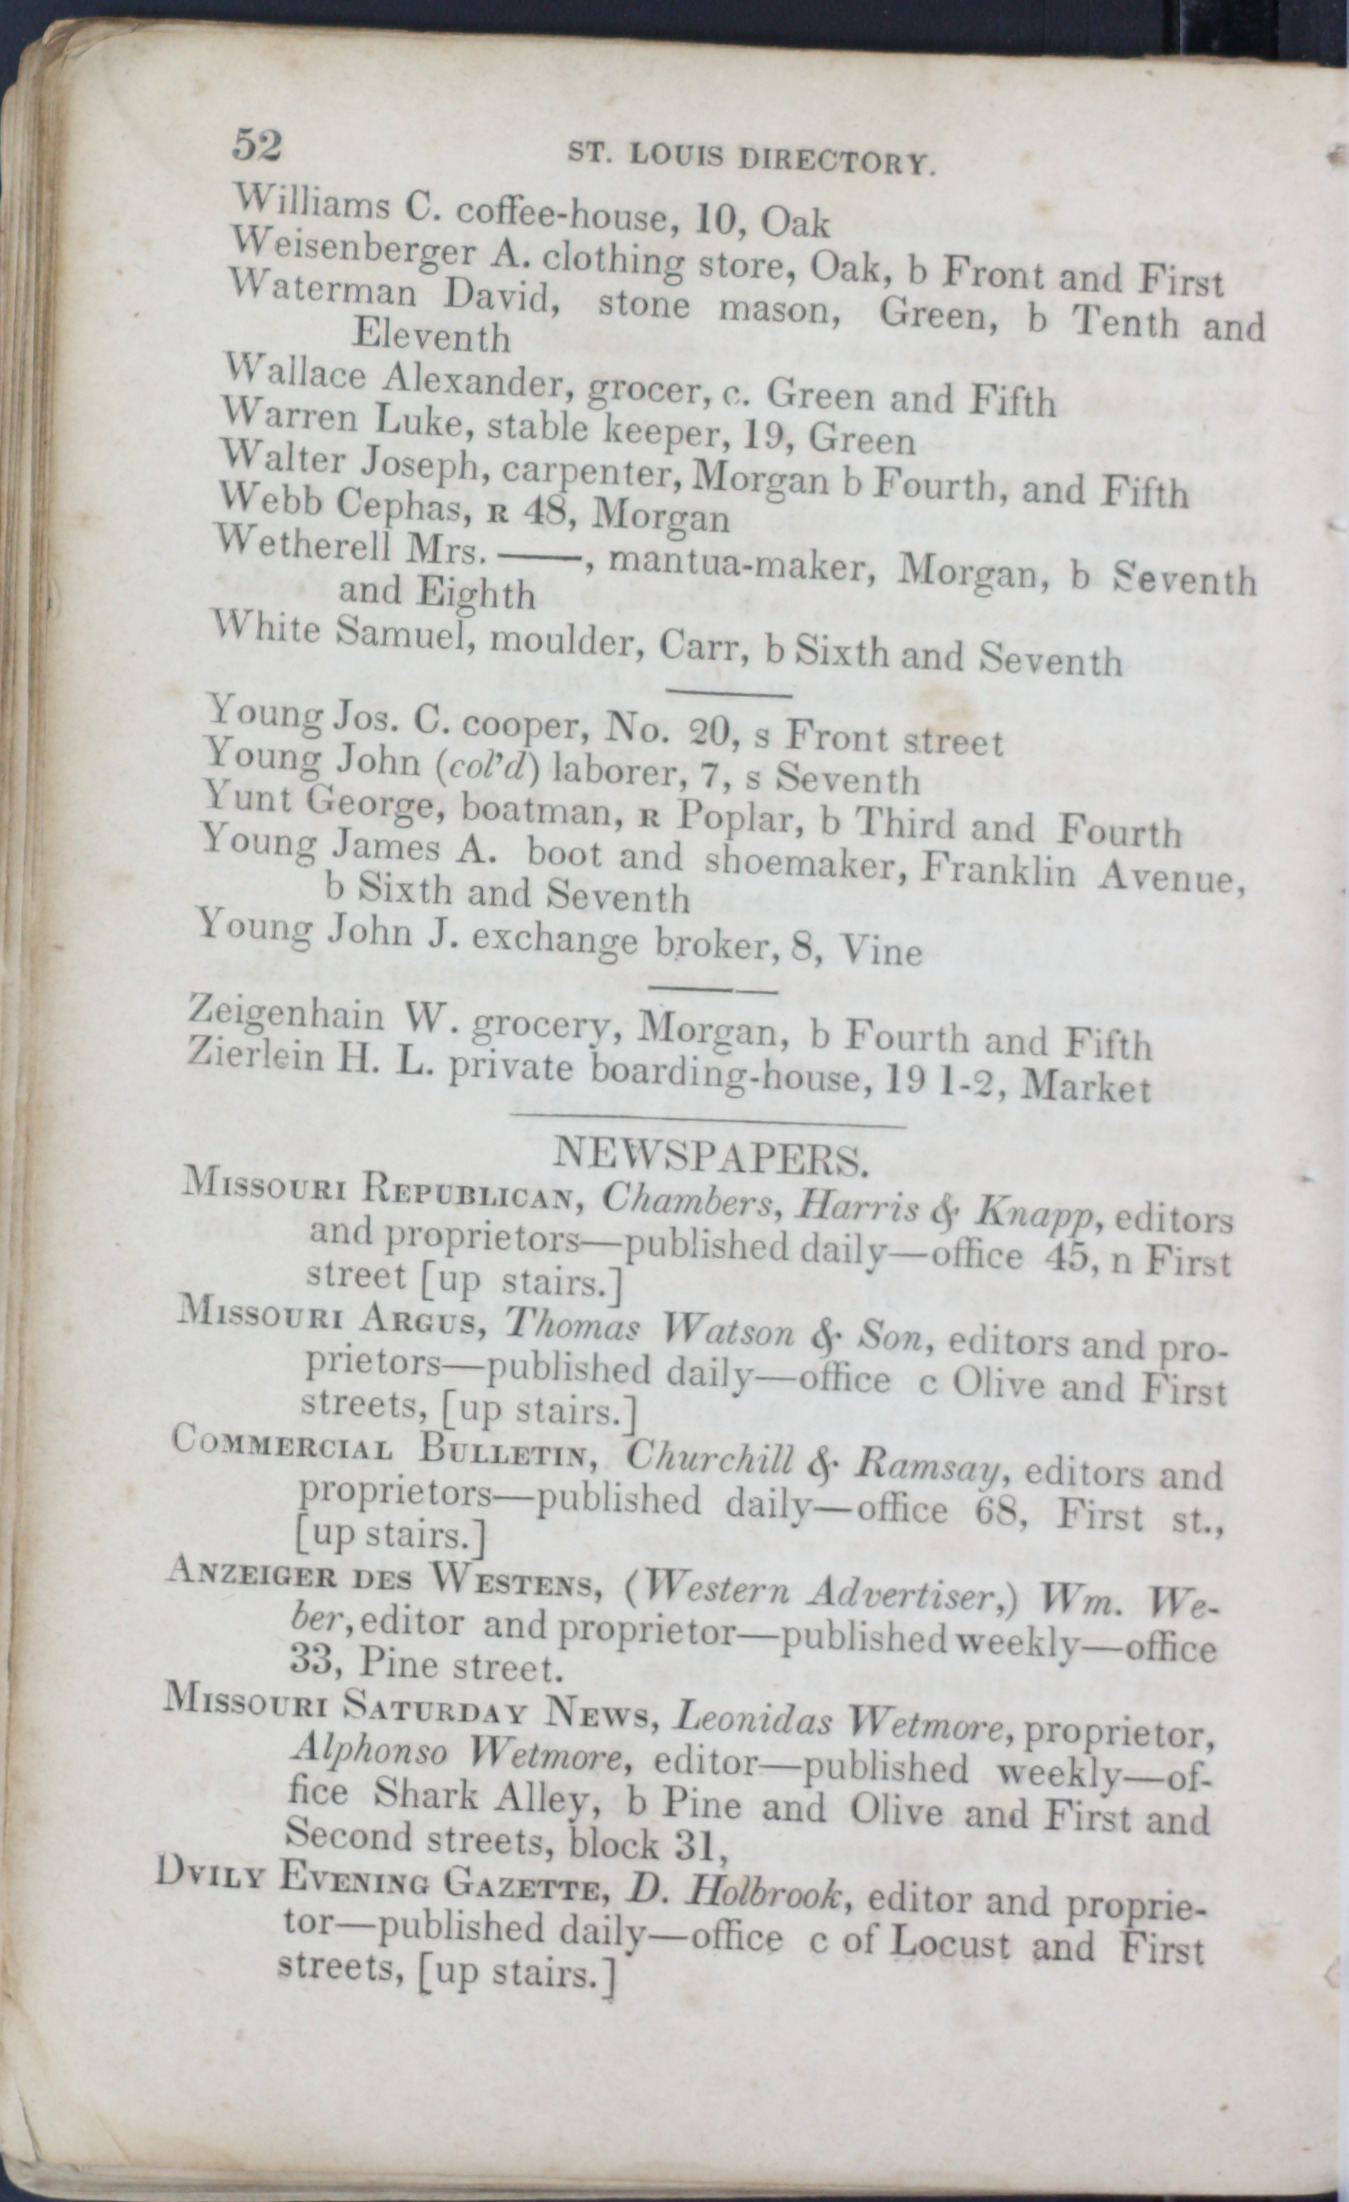 52 ST. LOUIS DIRECTORY.
Williams C. coffee-house, 10, Oak
Weisenberger A. clothing store, Oak, b Front and First
Waterman David, stone mason, Green, b Tenth and
Eleventh
Wallace Alexander, grocer, c. Green and Fifth
Warren Luke, stable keeper, 19, Green
Walter Joseph, carpenter, Morgan b Fourth, and Fifth
Webb Cephas, R 48, Morgan
Wetherell Mrs. ——, mantua-maker, Morgan, b Seventh
and Eighth
White Samuel, moulder, Carr, b Sixth and Seventh
Young Jos. C. cooper, No. 20, s Front street
Young John (col'd) laborer, 7, s Seventh
Yunt George, boatman, R Poplar, b Third and Fourth
Young James A. boot and shoemaker, Franklin Avenue,
b Sixth and Seventh
Young John J. exchange broker, 8, Vine
Zeigenhain W. grocery, Morgan, b Fourth and Fifth
Zierlein H. L. private boarding-house, 19 1-2, Market
NEWSPAPERS.
MISSOURI REPUBLICAN, Chambers, Harris & Knapp, editors
and proprietors—published daily—office 45, n First
street [up stairs.]
MISSOURI ARGUS, Thomas Watson & Son, editors and pro-
prietors—published daily—office c Olive and First
streets, [up stairs.]
COMMERCIAL BULLETIN, Churchill & Ramsay, editors and
proprietors—published daily—office 68, First st.,
[up stairs.]
ANZEIGER DES WESTENS, (Western Advertiser,) Wm. We-
ber, editor and proprietor—published weekly—office
33, Pine street.
MISSOURI SATURDAY NEWS, Leonidas Wetmore, proprietor,
Alphonso Wetmore, editor—published weekly—of-
fice Shark Alley, b Pine and Olive and First and
Second streets, block 31,
DVILY EVENING GAZETTE, D. Holbrook, editor and proprie-
tor—published daily—office c of Locust and First
streets, [up stairs.]